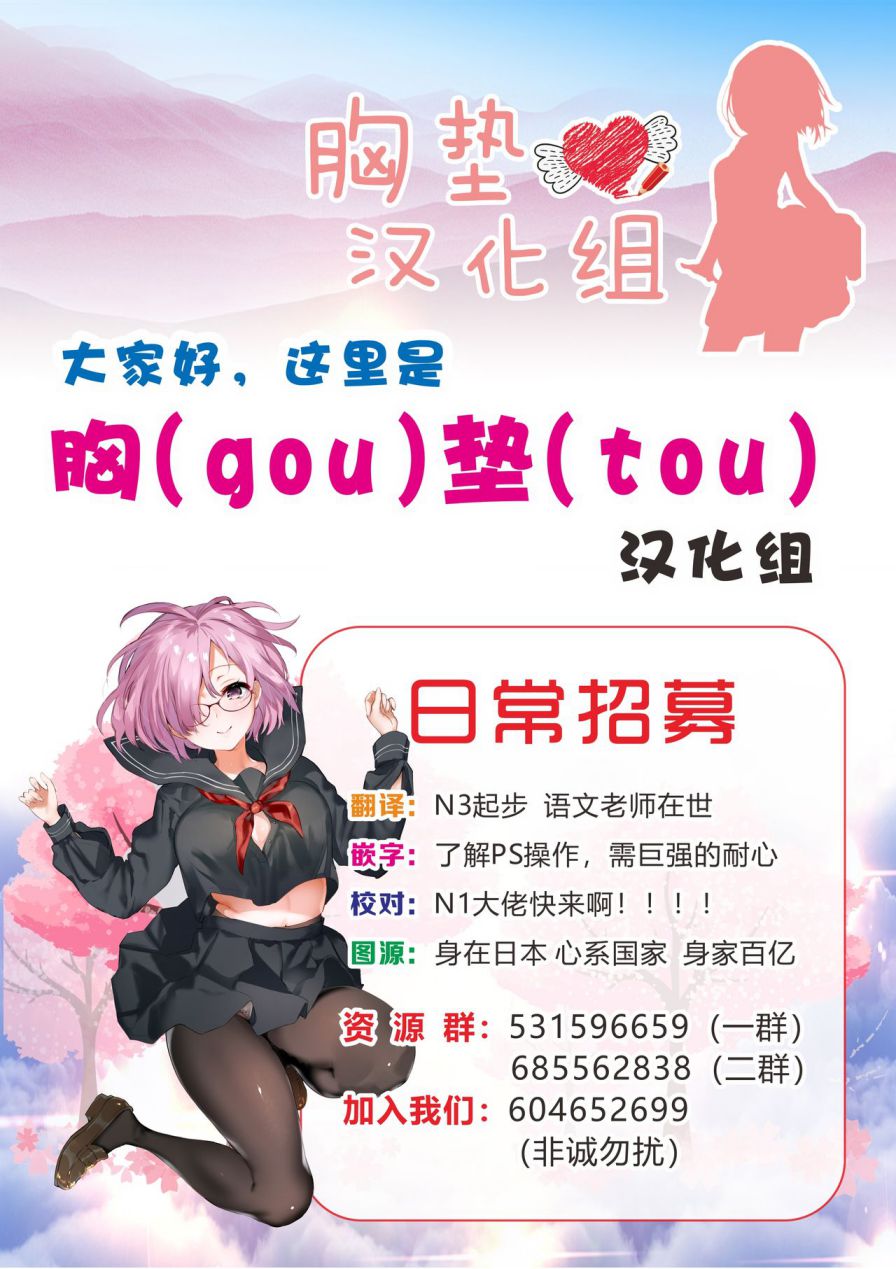 胸垫
汉化组
大家好，这里是
胸(gou)垫(tou)
汉化组
日常招募
翻译：N3起步 语文老师在世
嵌字：了解PS操作，需巨强的耐心
校对：N1大佬快来啊！！！！
图源：身在日本 心系国家 身家百亿
资源群：531596659（一群）
685562838（二群）
加入我们：604652699
（非诚勿扰）